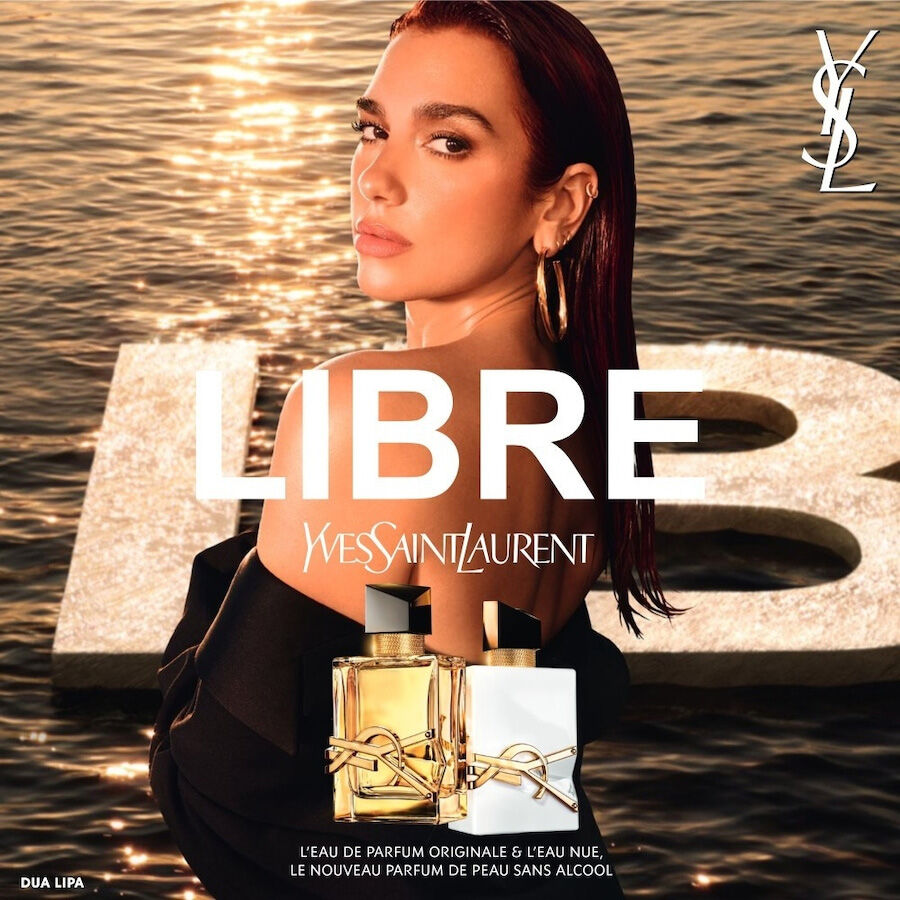 YSL
LIBRE
YVESSAINTLAURENT
L'EAU DE PARFUM ORIGINALE & L'EAU NUE,
LE NOUVEAU PARFUM DE PEAU SANS ALCOOL
DUA LIPA